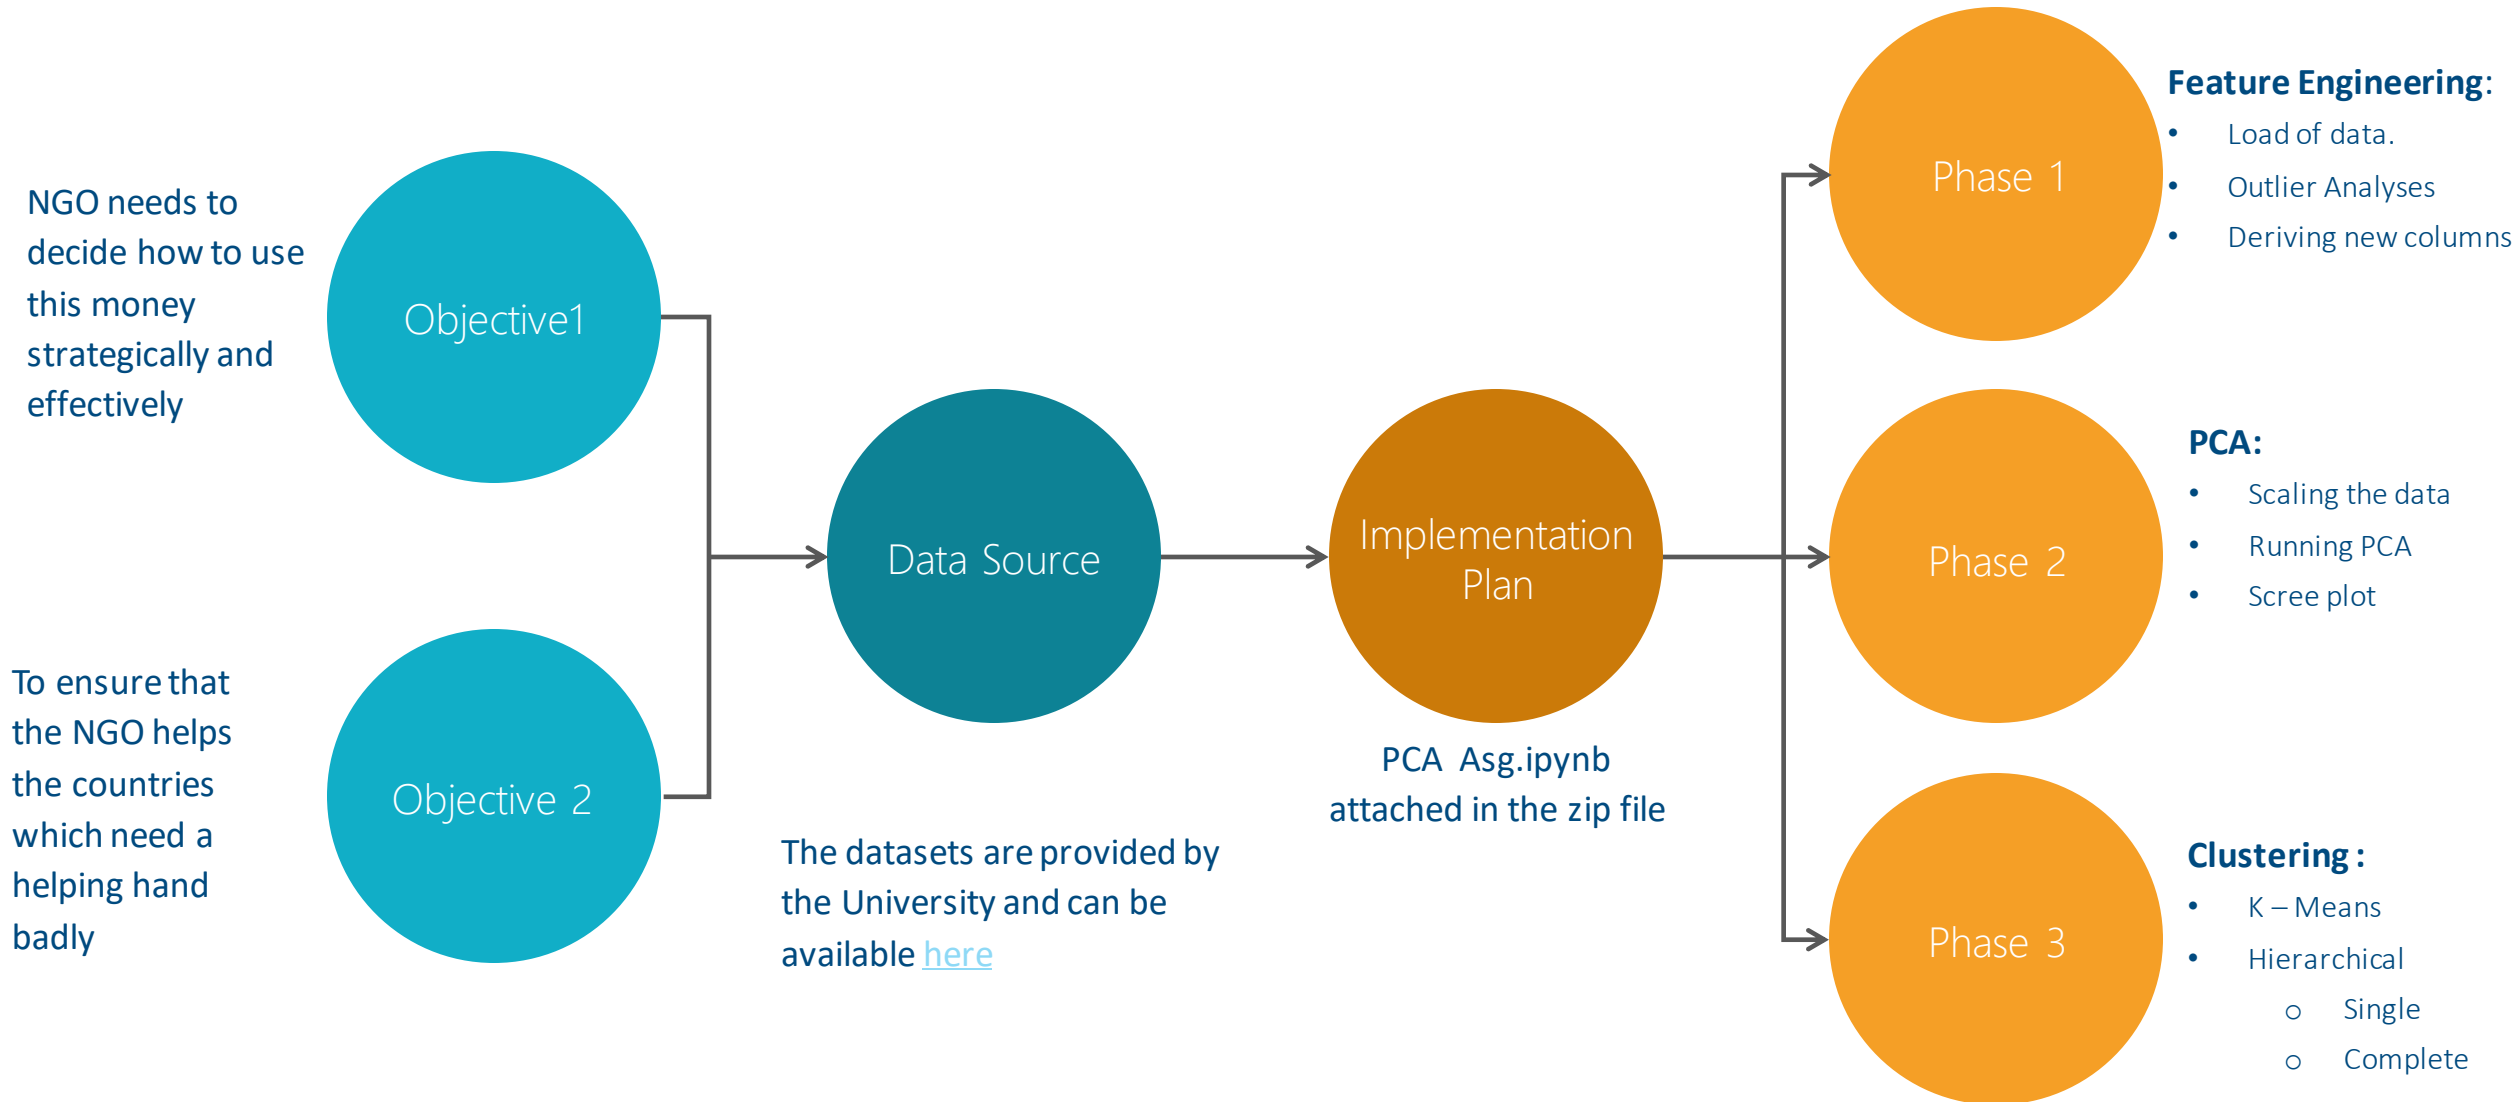 NGO needs to
decide how to use
this money
strategically and
effectively
Objective1
To ensure that
the NGO helps
the countries
which need a
helping hand
badly
Objective 2
Data Source
The datasets are provided by
the University and can be
available here
Implementation
Plan
PCA Asg.ipynb
attached in the zip file
Phase 1
Feature Engineering:
• Load of data.
• Outlier Analyses
• Deriving new columns
Phase 2
PCA:
• Scaling the data
• Running PCA
• Scree plot
Phase 3
Clustering :
• K – Means
• Hierarchical
o Single
o Complete